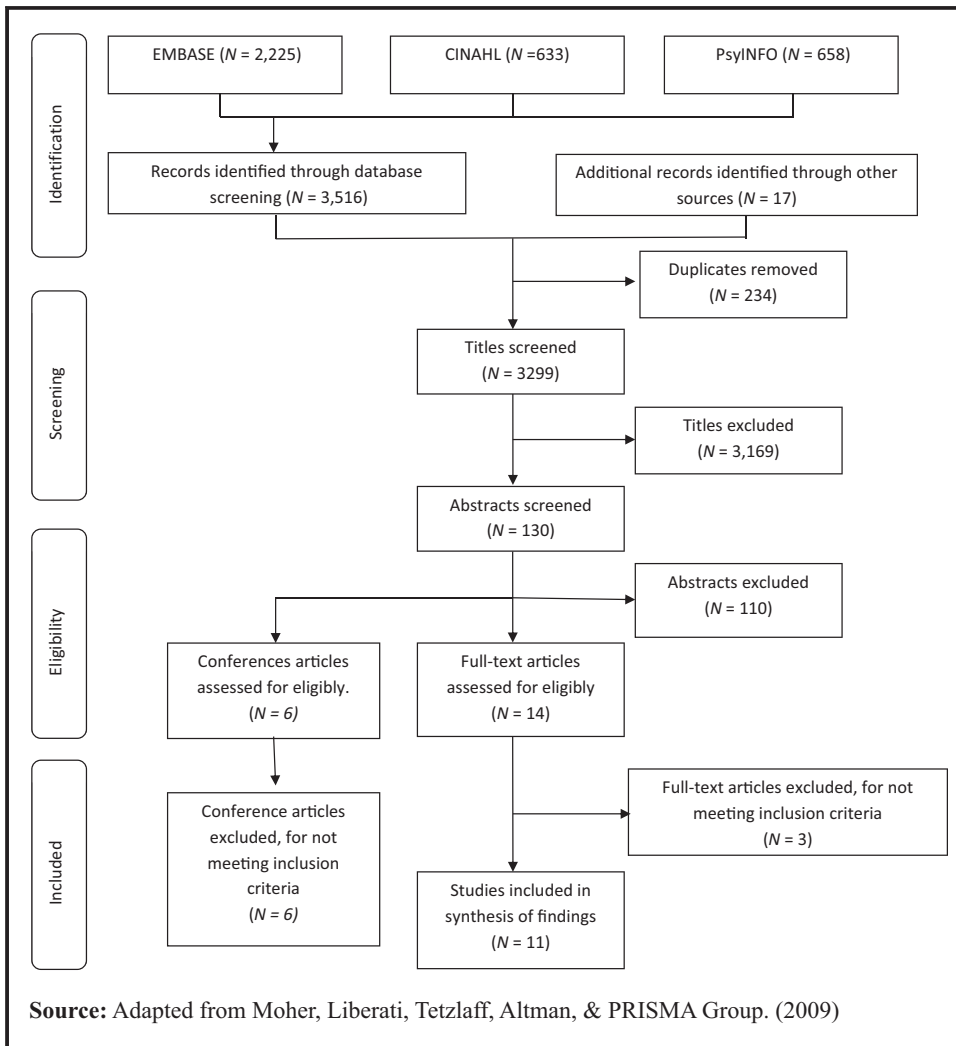 Identification
EMBASE (N = 2,225)
CINAHL (N =633)
PsyINFO (N = 658)
Records identified through database
screening (N = 3,516)
Additional records identified through other
sources (N = 17)
Duplicates removed
(N = 234)
Screening
Titles screened
(N = 3299)
Titles excluded
(N = 3,169)
Abstracts screened
(N = 130)
Eligibility
Abstracts excluded
(N = 110)
Conferences articles
assessed for eligibly.
(N = 6)
Full-text articles
assessed for eligibly
(N = 14)
Included
Conference articles
excluded, for not
meeting inclusion
criteria
(N = 6)
Full-text articles excluded, for not
meeting inclusion criteria
(N = 3)
Studies included in
synthesis of findings
(N = 11)
Source: Adapted from Moher, Liberati, Tetzlaff, Altman, & PRISMA Group. (2009)